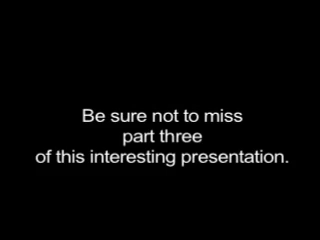 Be sure not to miss
part three
of this interesting presentation.